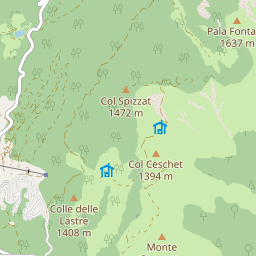 Pala Fonta
1637 m
Col Spizzat
1472 m
Col Ceschet
1394 m
Colle delle
Lastre
1408 m
Monte